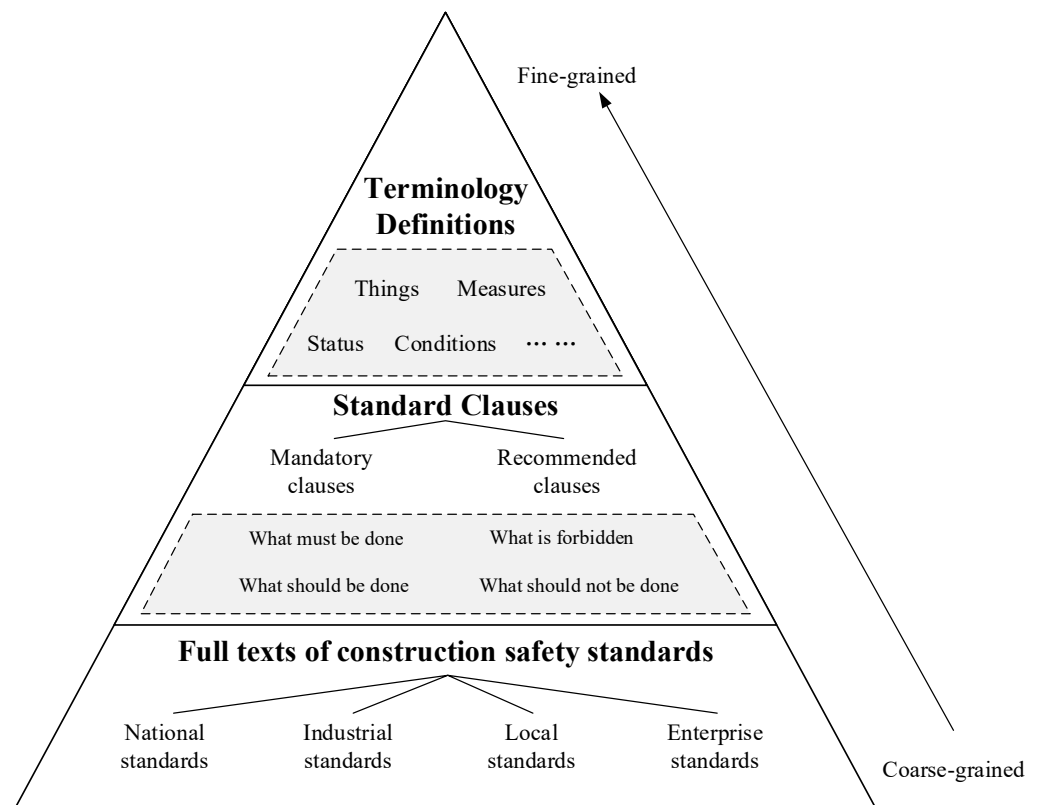 Fine-grained
Terminology
Definitions
Things Measures
Status Conditions … …
Standard Clauses
Mandatory
clauses
Recommended
clauses
What must be done What is forbidden
What should be done What should not be done
Full texts of construction safety standards
National
standards
Industrial
standards
Local
standards
Enterprise
standards
Coarse-grained